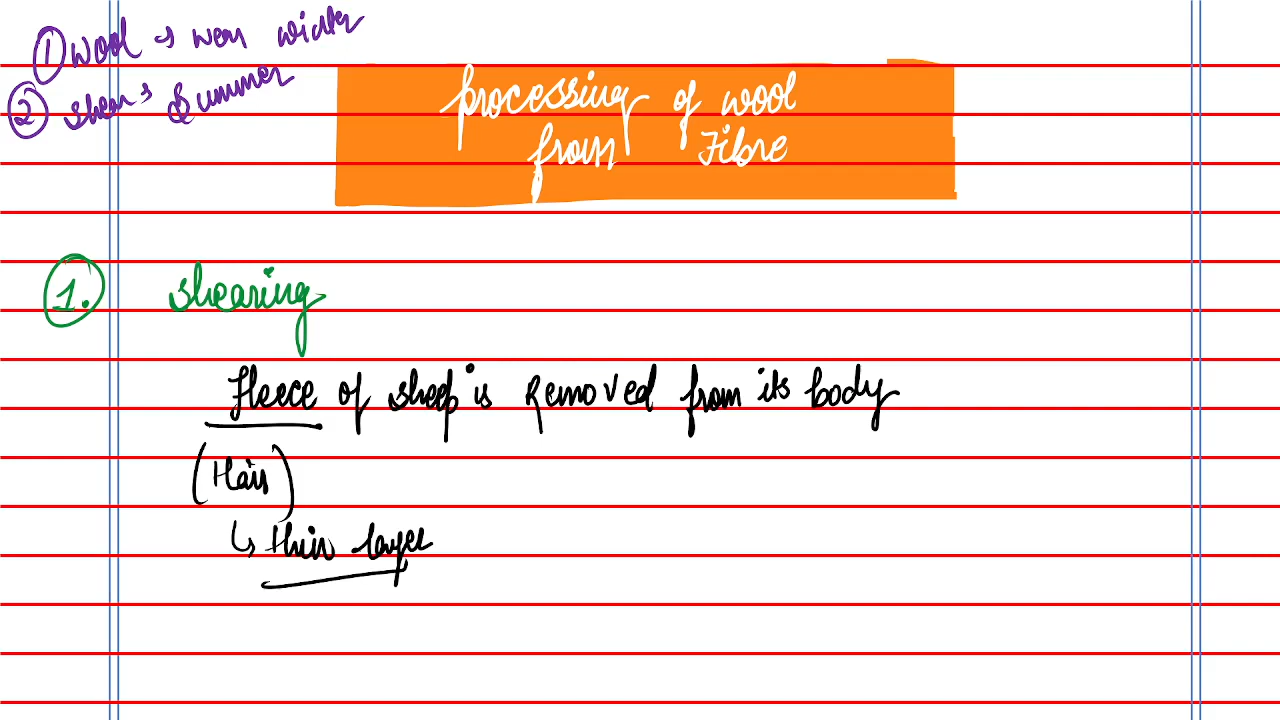 ① wool → wear winter
② shear → Summer
processing of wool
from Fibre
1. shearing
Fleece of sheep is Removed from its body
(Hair)
↳ thin layer